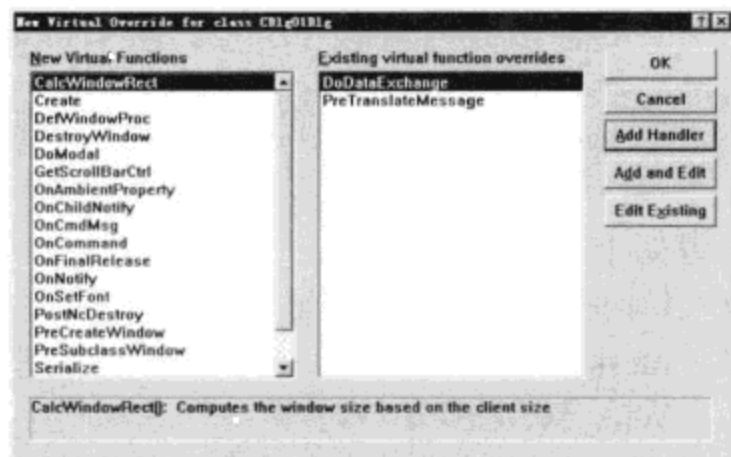 New Virtual Override for class CDlg01Dlg
New Virtual Functions
CalcWindowRect
Create
DefWindowProc
DestroyWindow
DoModal
GetScrollBarCtrl
OnAmbientProperty
OnChildNotify
OnCmdMsg
OnCommand
OnFinalRelease
OnNotify
OnSetFont
PostNcDestroy
PreCreateWindow
PreSubclassWindow
Serialize
Existing virtual function overrides
DoDataExchange
PreTranslateMessage
OK
Cancel
Add Handler
Add and Edit
Edit Existing
CalcWindowRect(): Computes the window size based on the client size